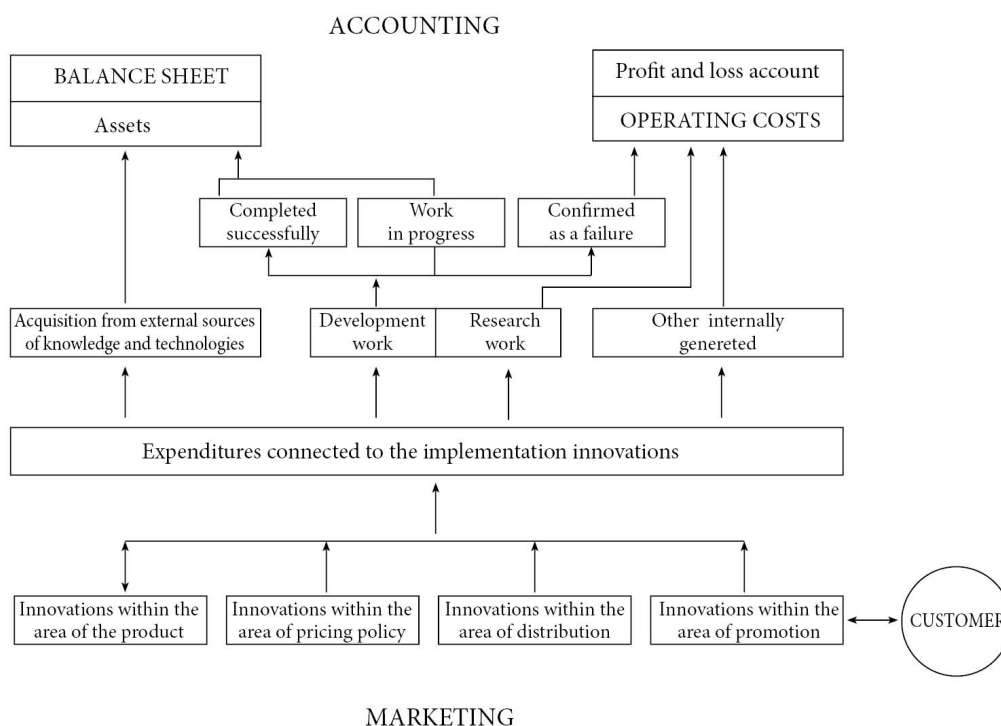 ACCOUNTING
BALANCE SHEET
Assets
Profit and loss account
OPERATING COSTS
Completed
successfully
Work
in progress
Confirmed
as a failure
Acquisition from external sources
of knowledge and technologies
Development
work
Research
work
Other internally
genereted
Expenditures connected to the implementation innovations
Innovations within the
area of the product
Innovations within the
area of pricing policy
Innovations within the
area of distribution
Innovations within the
area of promotion
CUSTOMER
MARKETING